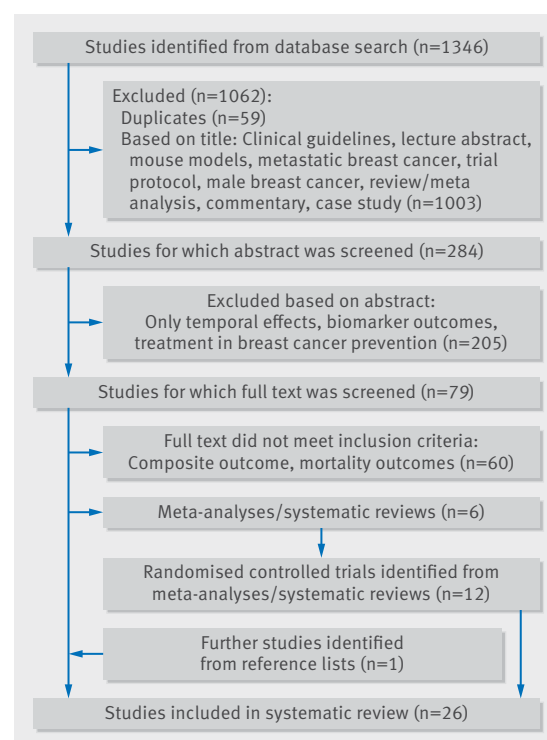 Studies identified from database search (n=1346)
Excluded (n=1062):
Duplicates (n=59)
Based on title: Clinical guidelines, lecture abstract,
mouse models, metastatic breast cancer, trial
protocol, male breast cancer, review/meta
analysis, commentary, case study (n=1003)
Studies for which abstract was screened (n=284)
Excluded based on abstract:
Only temporal effects, biomarker outcomes,
treatment in breast cancer prevention (n=205)
Studies for which full text was screened (n=79)
Full text did not meet inclusion criteria:
Composite outcome, mortality outcomes (n=60)
Meta-analyses/systematic reviews (n=6)
Randomised controlled trials identified from
meta-analyses/systematic reviews (n=12)
Further studies identified
from reference lists (n=1)
Studies included in systematic review (n=26)